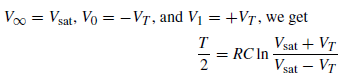 V∞ = Vsat, V0 = −VT, and V1 = +VT, we get
T/2 = RC ln (Vsat + VT)/(Vsat − VT)